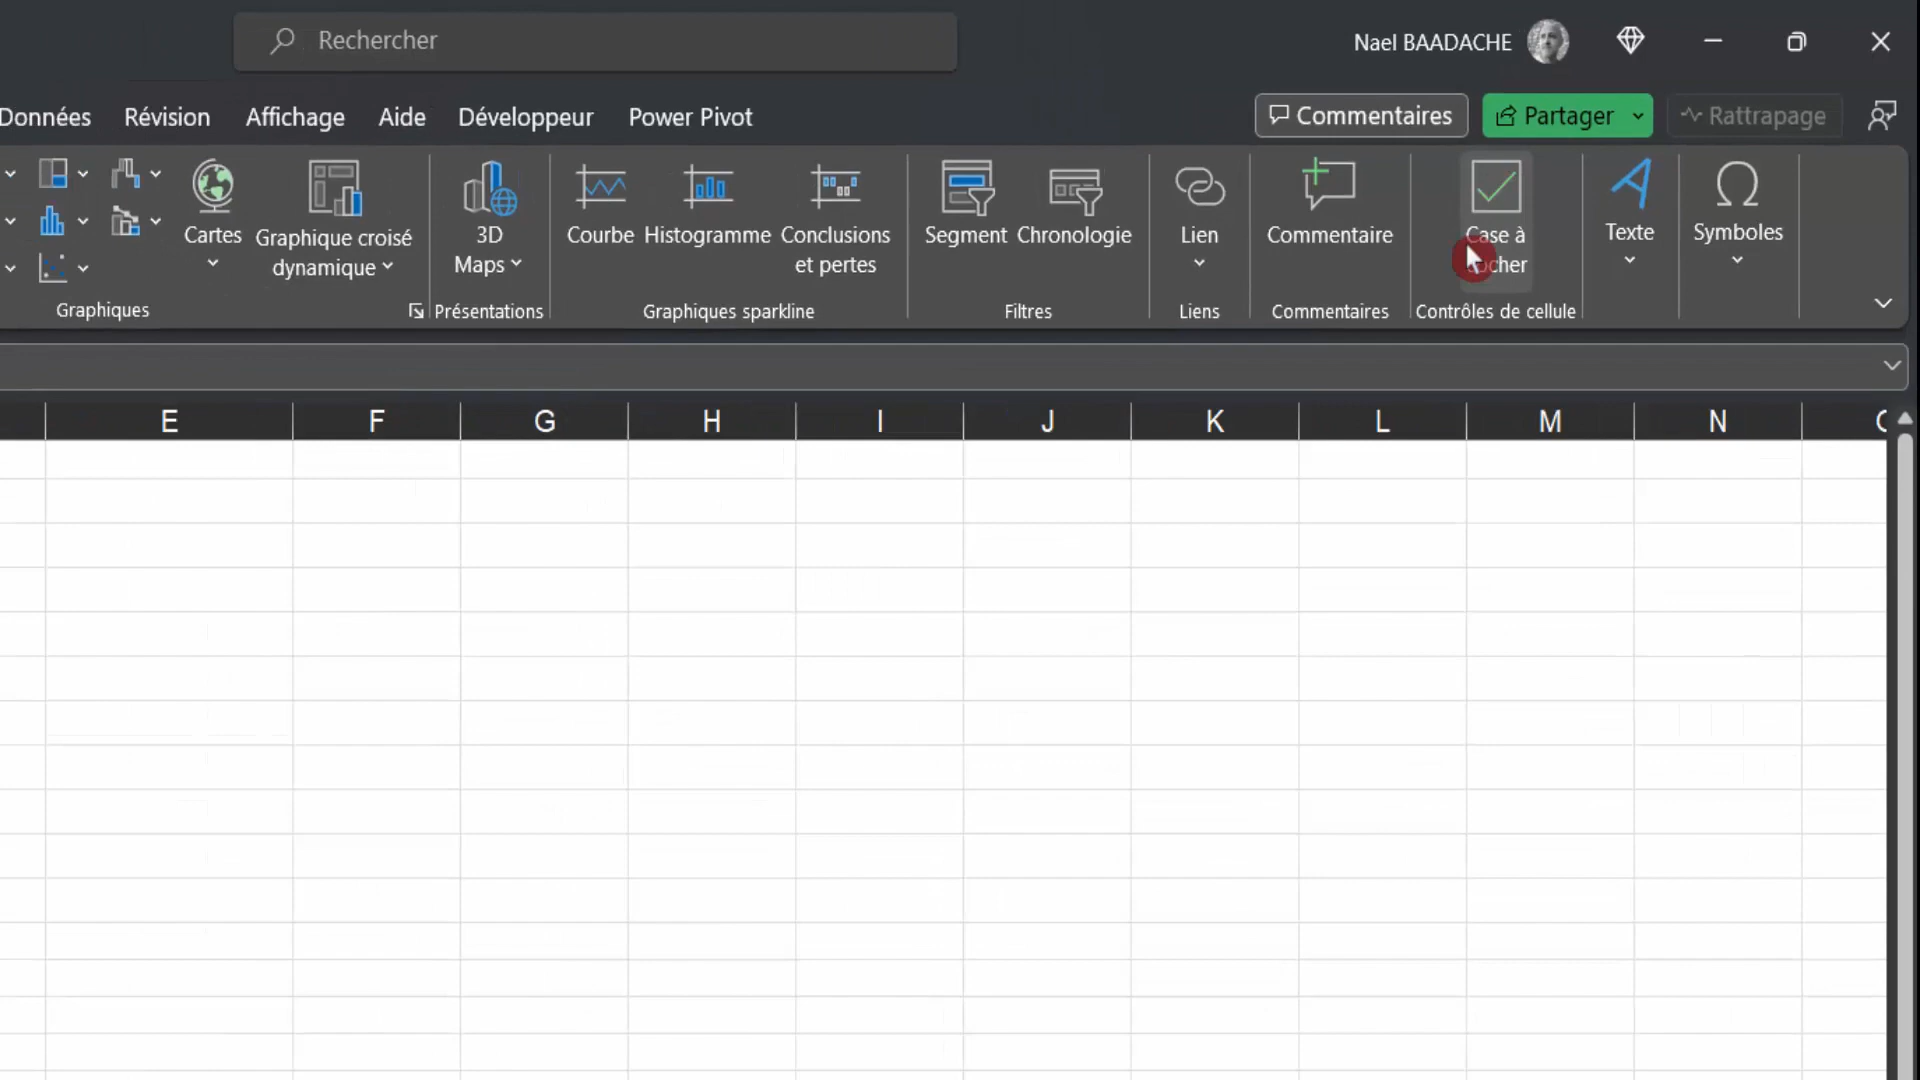 Rechercher
Nael BAADACHE
Données Révision Affichage Aide Développeur Power Pivot
Commentaires Partager Rattrapage
Cartes
Graphique croisé
dynamique
Graphiques
3D
Maps
Présentations
Courbe Histogramme Conclusions
et pertes
Graphiques sparkline
Segment Chronologie
Filtres
Lien
Liens
Commentaire
Commentaires
Case à
cher
Contrôles de cellule
Texte
Symboles
E F G H I J K L M N